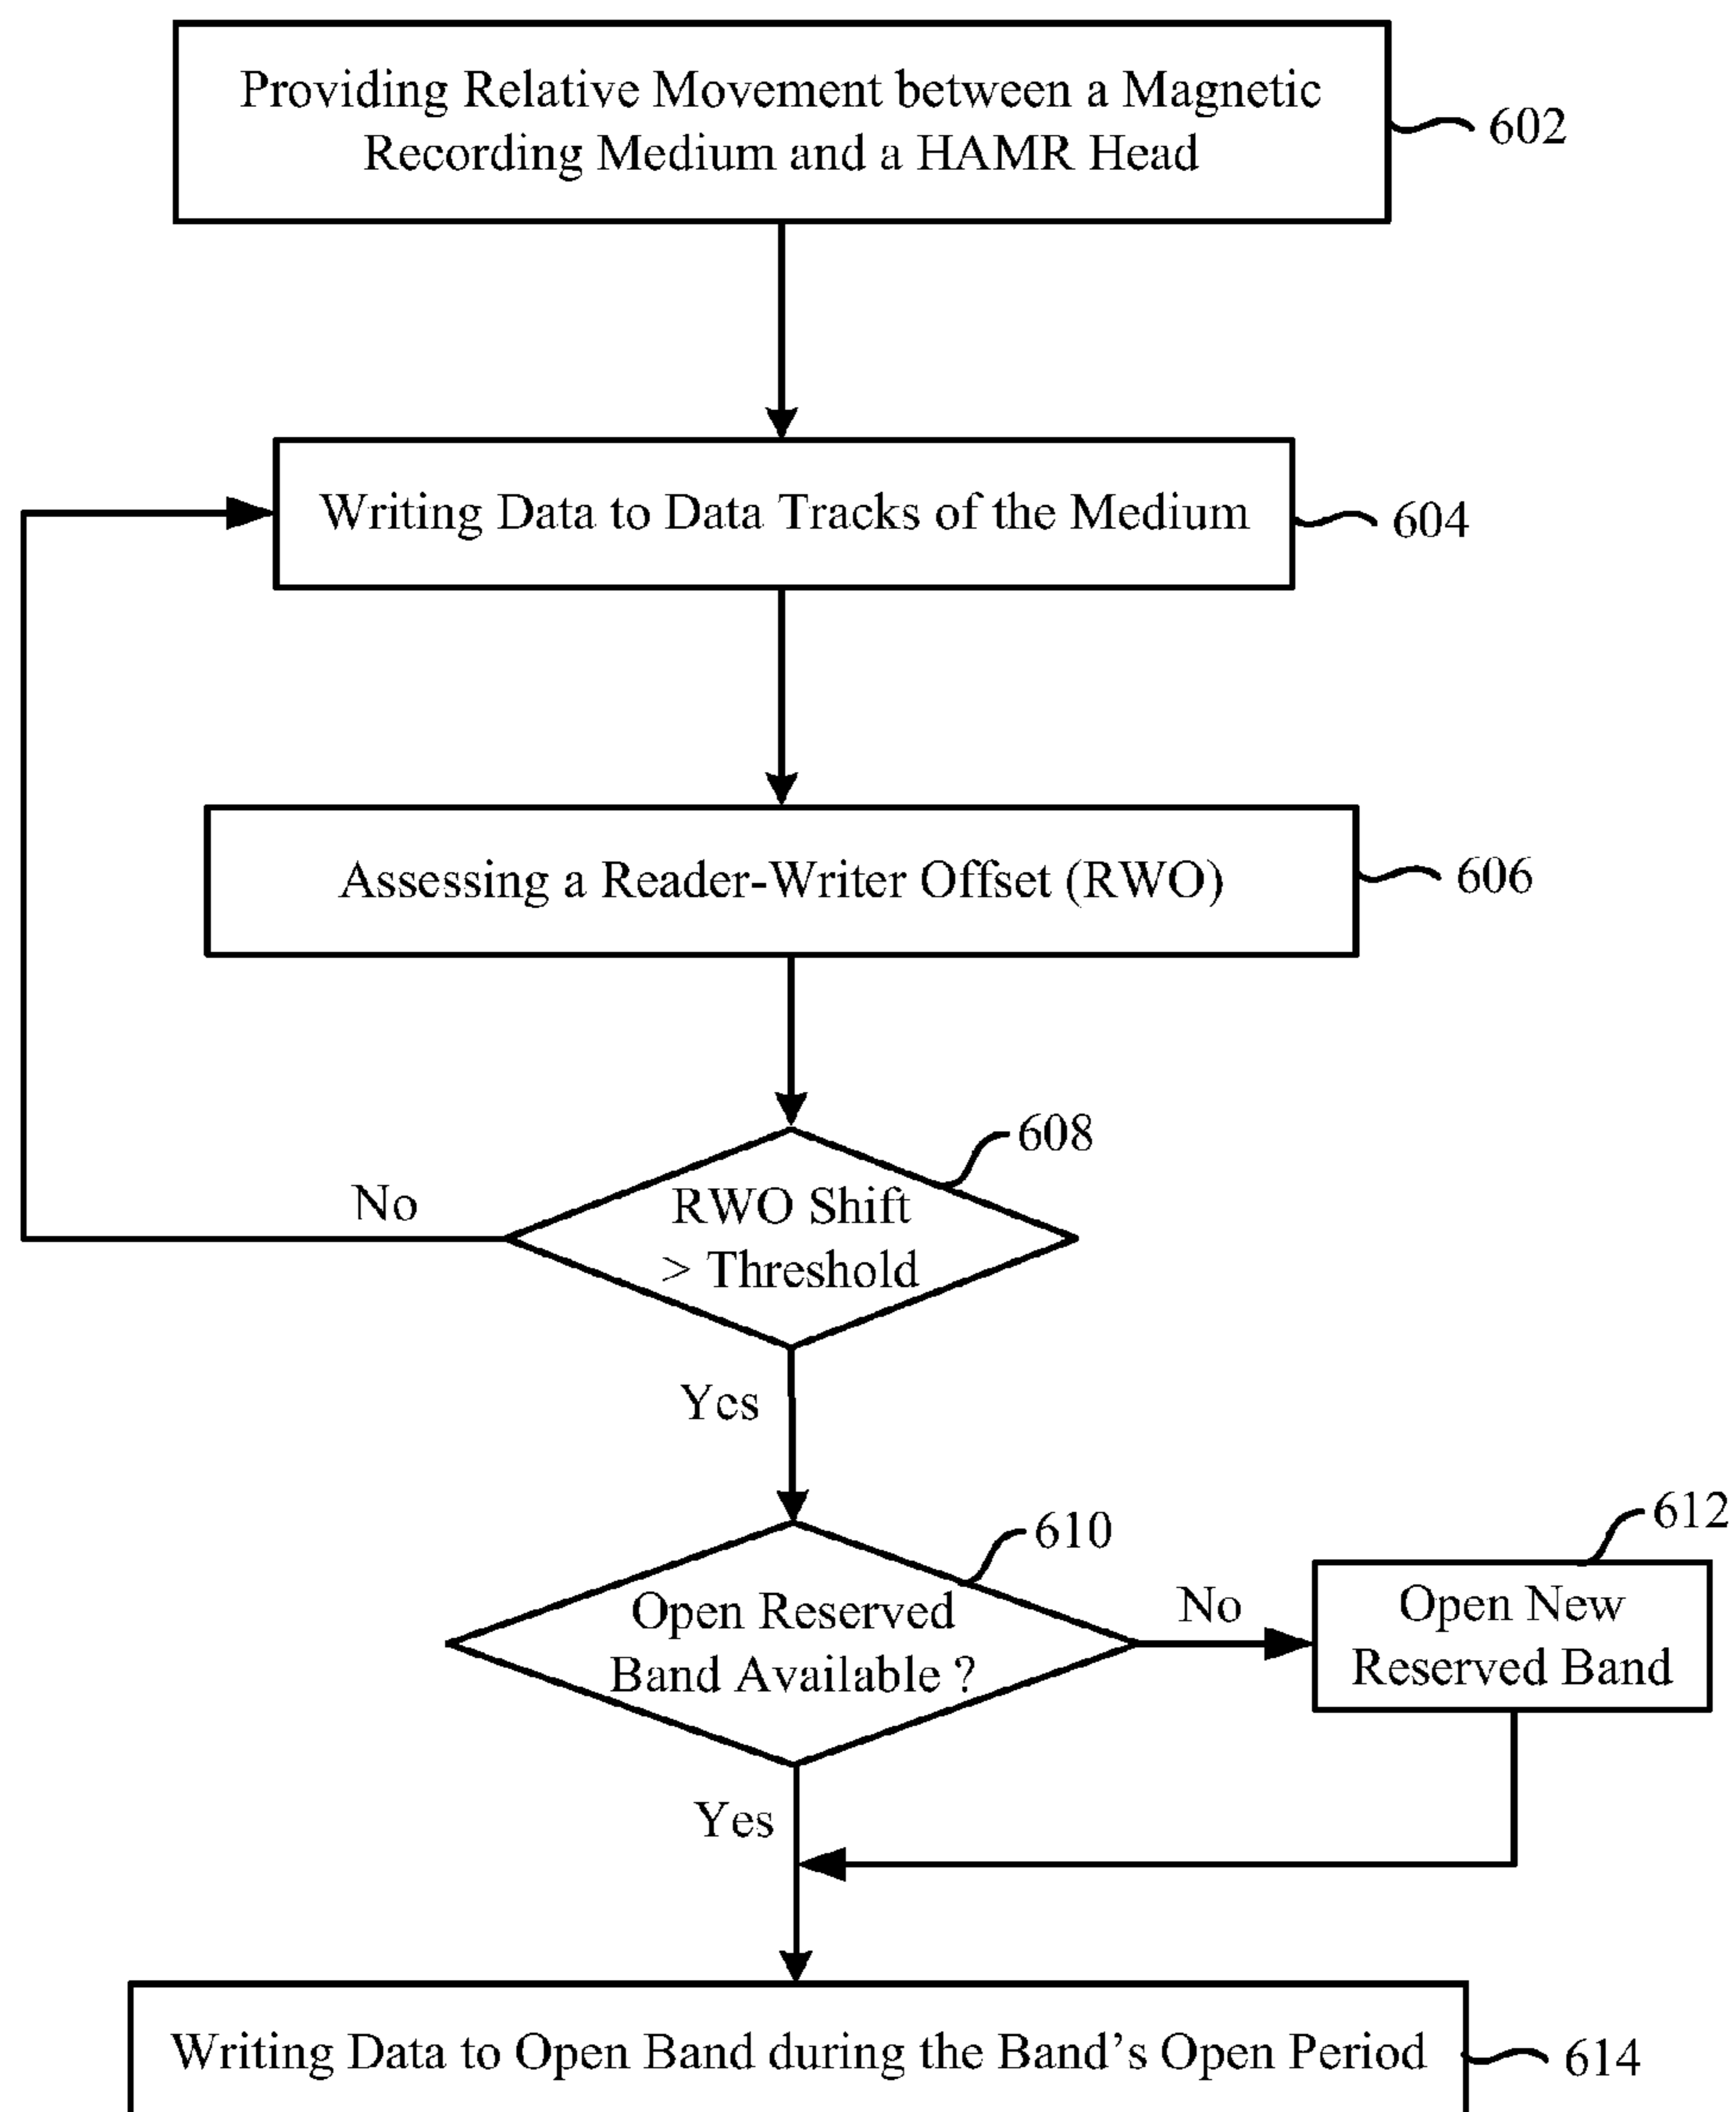 Providing Relative Movement between a Magnetic
Recording Medium and a HAMR Head
602
Writing Data to Data Tracks of the Medium
604
Assessing a Reader-Writer Offset (RWO)
606
608
RWO Shift
> Threshold
No
Yes
610
612
Open Reserved
Band Available ?
No
Open New
Reserved Band
Yes
Writing Data to Open Band during the Band’s Open Period
614